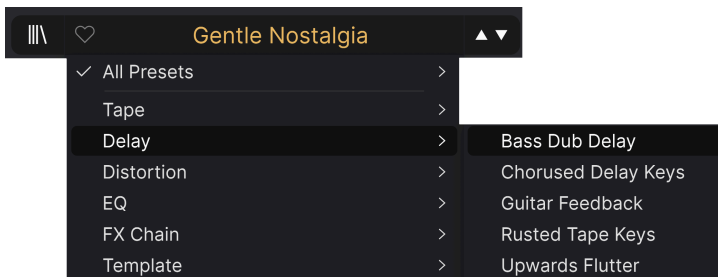 Gentle Nostalgia
All Presets
Tape
Delay
Bass Dub Delay
Distortion
Chorused Delay Keys
EQ
Guitar Feedback
FX Chain
Rusted Tape Keys
Template
Upwards Flutter